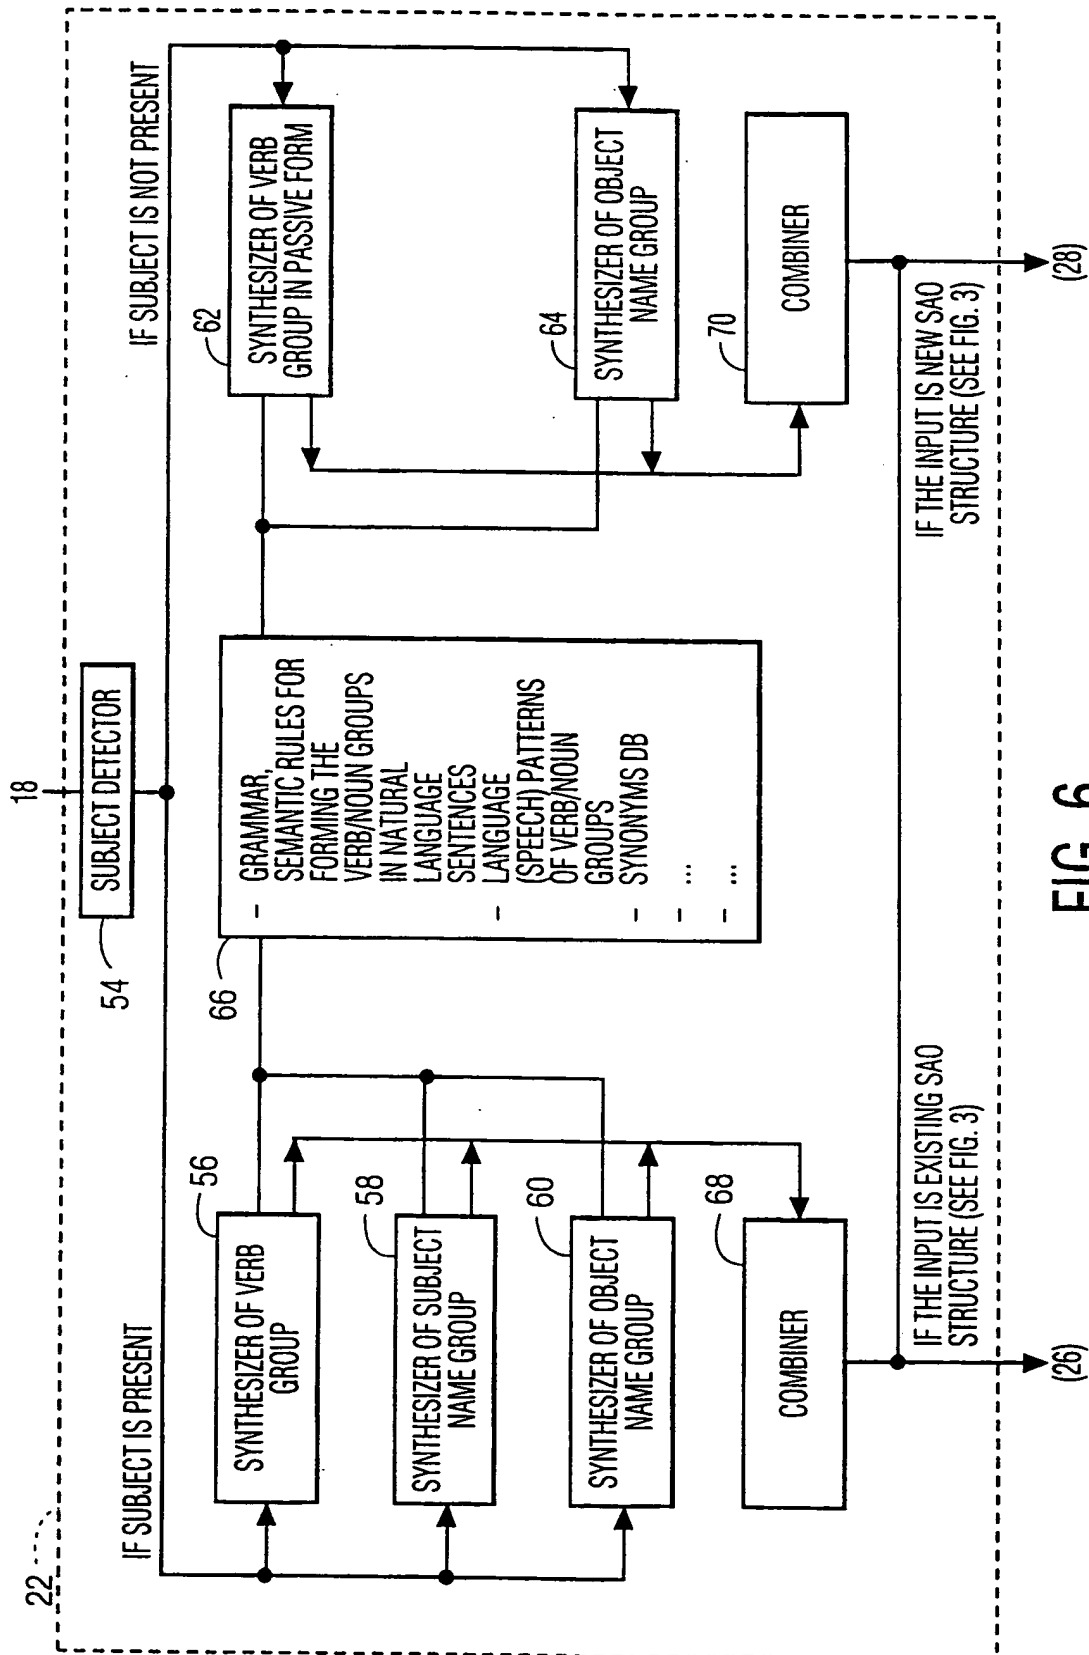 22
18
SUBJECT DETECTOR
54
IF SUBJECT IS PRESENT
IF SUBJECT IS NOT PRESENT
56
SYNTHESIZER OF VERB
GROUP
58
SYNTHESIZER OF SUBJECT
NAME GROUP
60
SYNTHESIZER OF OBJECT
NAME GROUP
68
COMBINER
66
- GRAMMAR,
SEMANTIC RULES FOR
FORMING THE
VERB/NOUN GROUPS
IN NATURAL
LANGUAGE
SENTENCES
- LANGUAGE
(SPEECH) PATTERNS
OF VERB/NOUN
GROUPS
- SYNONYMS DB
- ...
- ...
62
SYNTHESIZER OF VERB
GROUP IN PASSIVE FORM
64
SYNTHESIZER OF OBJECT
NAME GROUP
70
COMBINER
IF THE INPUT IS EXISTING SAO
STRUCTURE (SEE FIG. 3)
IF THE INPUT IS NEW SAO
STRUCTURE (SEE FIG. 3)
(26)
(28)